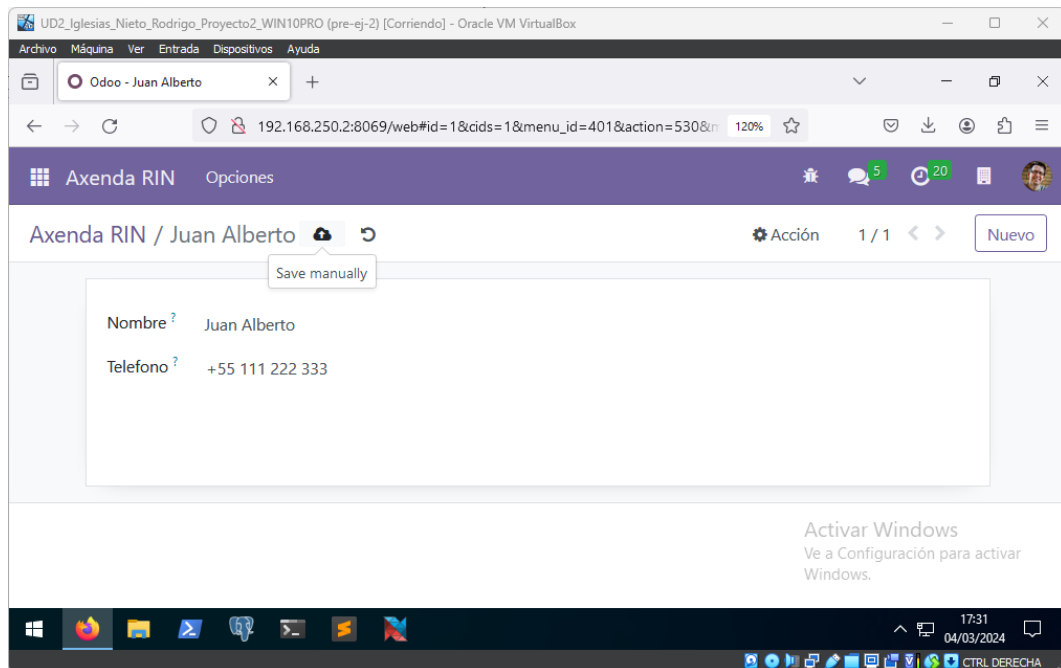 UD2_Iglesias_Nieto_Rodrigo_Proyecto2_WIN10PRO (pre-ej-2) [Corriendo] - Oracle VM VirtualBox
Archivo Máquina Ver Entrada Dispositivos Ayuda
Odoo - Juan Alberto
192.168.250.2:8069/web#id=1&cids=1&menu_id=401&action=530& 120%
Axenda RIN Opciones 5 20
Axenda RIN / Juan Alberto Acción 1 / 1 Nuevo
Save manually
Nombre ? Juan Alberto
Telefono ? +55 111 222 333
Activar Windows
Ve a Configuración para activar
Windows.
17:31
04/03/2024
CTRL DERECHA